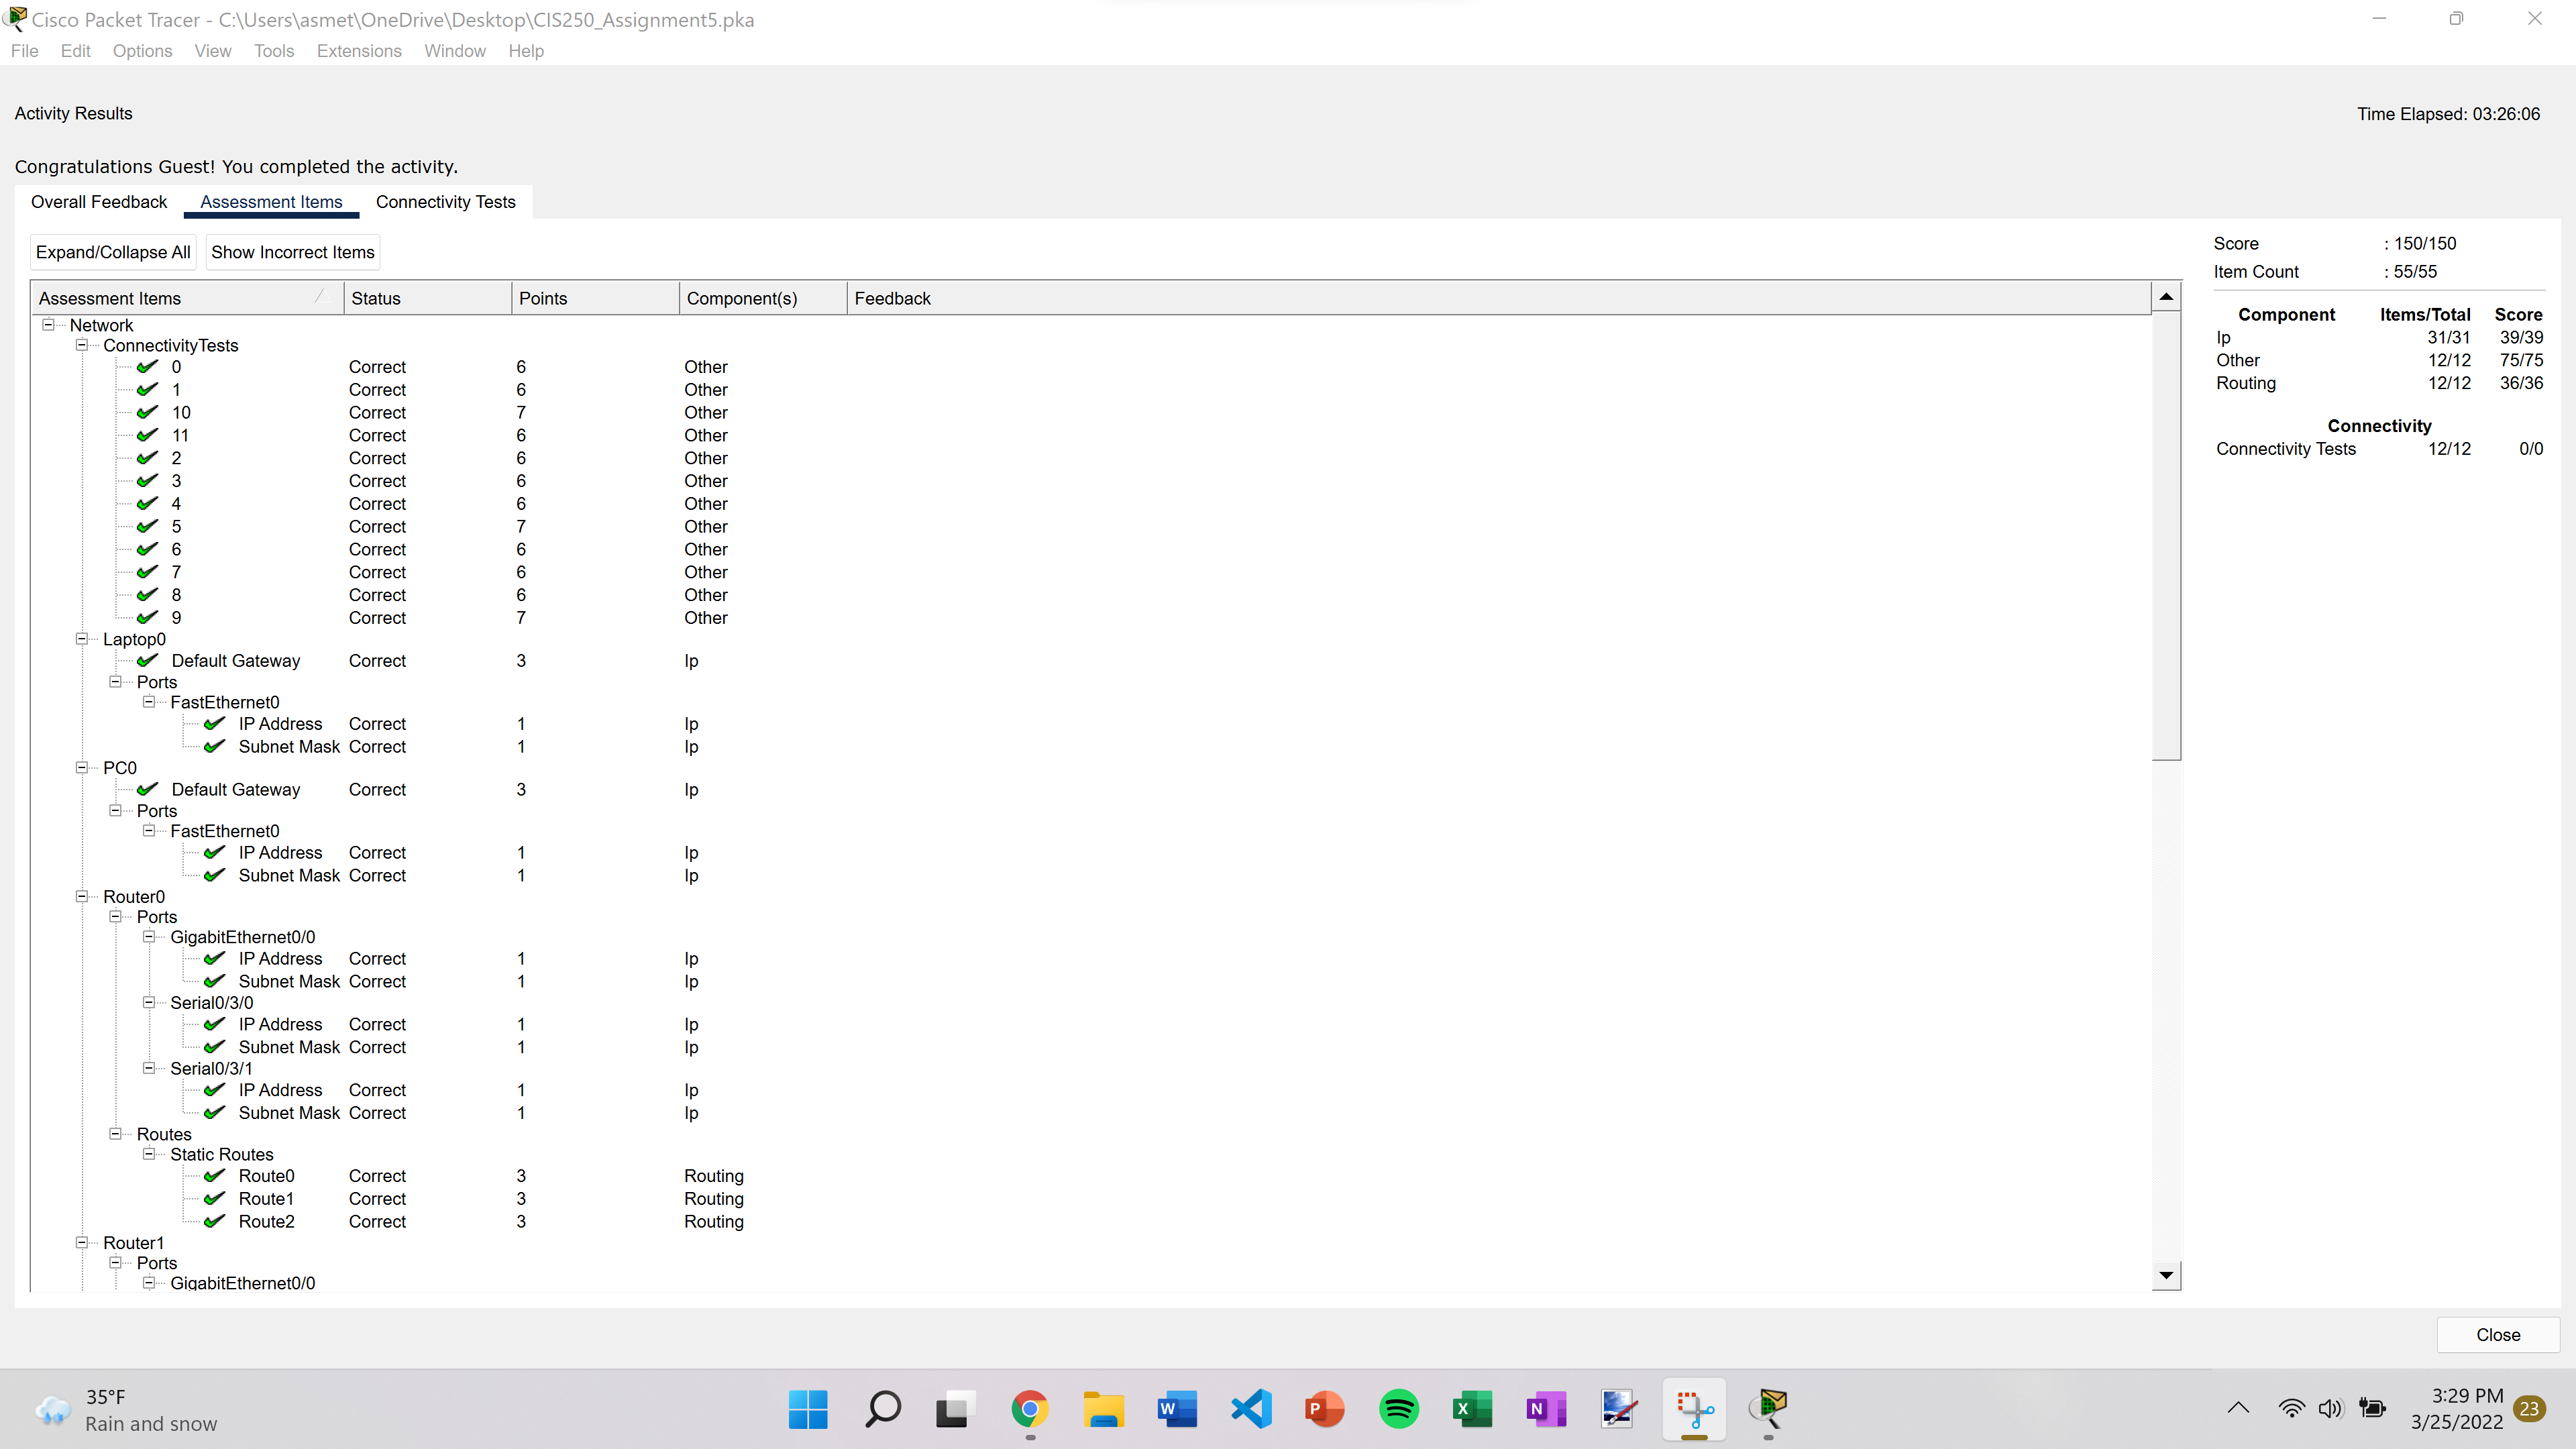 Cisco Packet Tracer - C:\Users\asmet\OneDrive\Desktop\CIS250_Assignment5.pka
File Edit Options View Tools Extensions Window Help
Activity Results
Time Elapsed: 03:26:06
Congratulations Guest! You completed the activity.
Overall Feedback Assessment Items Connectivity Tests
Expand/Collapse All Show Incorrect Items
Assessment Items Status Points Component(s) Feedback
Network
ConnectivityTests
0 Correct 6 Other
1 Correct 6 Other
10 Correct 7 Other
11 Correct 6 Other
2 Correct 6 Other
3 Correct 6 Other
4 Correct 6 Other
5 Correct 7 Other
6 Correct 6 Other
7 Correct 6 Other
8 Correct 6 Other
9 Correct 7 Other
Laptop0
Default Gateway Correct 3 Ip
Ports
FastEthernet0
IP Address Correct 1 Ip
Subnet Mask Correct 1 Ip
PC0
Default Gateway Correct 3 Ip
Ports
FastEthernet0
IP Address Correct 1 Ip
Subnet Mask Correct 1 Ip
Router0
Ports
GigabitEthernet0/0
IP Address Correct 1 Ip
Subnet Mask Correct 1 Ip
Serial0/3/0
IP Address Correct 1 Ip
Subnet Mask Correct 1 Ip
Serial0/3/1
IP Address Correct 1 Ip
Subnet Mask Correct 1 Ip
Routes
Static Routes
Route0 Correct 3 Routing
Route1 Correct 3 Routing
Route2 Correct 3 Routing
Router1
Ports
GigabitEthernet0/0
Score : 150/150
Item Count : 55/55
Component Items/Total Score
Ip 31/31 39/39
Other 12/12 75/75
Routing 12/12 36/36
Connectivity
Connectivity Tests 12/12 0/0
Close
35°F
Rain and snow
W
P
X
N
3:29 PM
3/25/2022
23